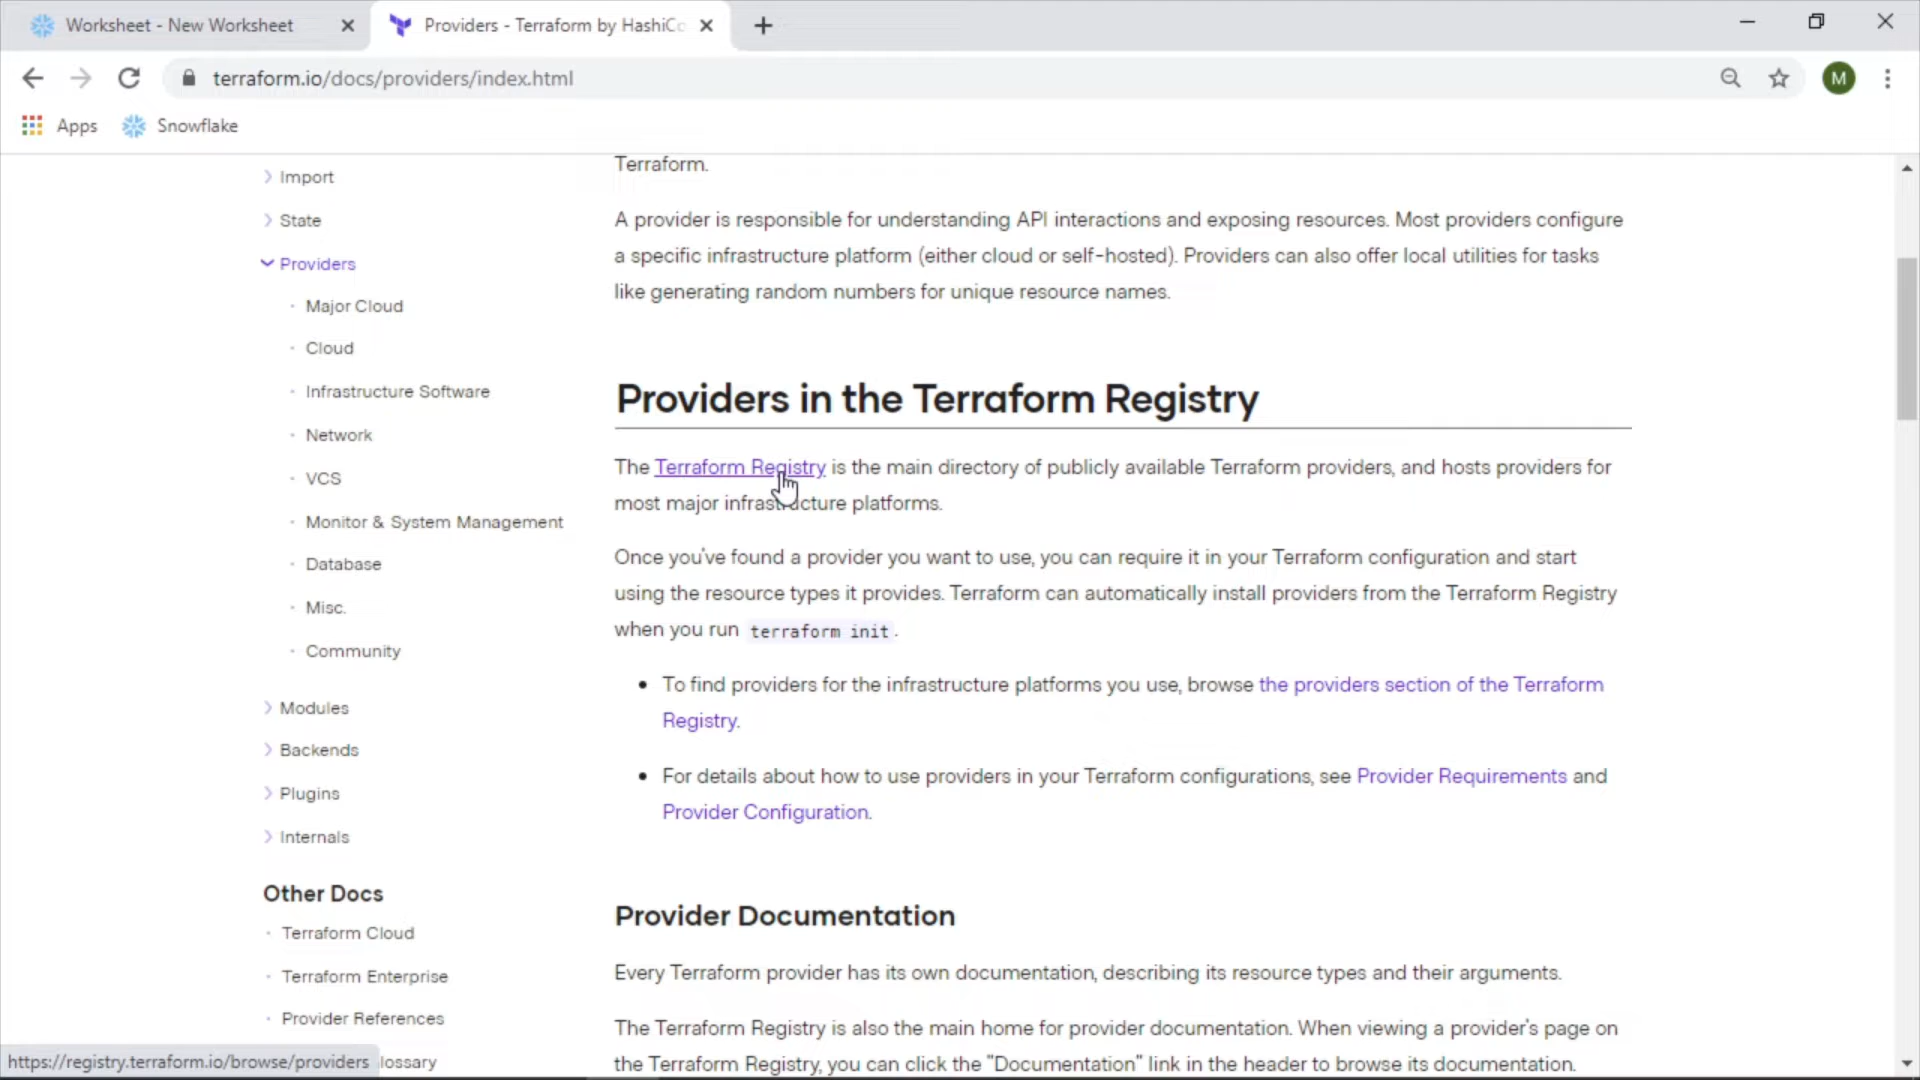 Worksheet - New Worksheet
Providers - Terraform by HashiCo
terraform.io/docs/providers/index.html
M
Apps
Snowflake
Import
State
Providers
Major Cloud
Cloud
Infrastructure Software
Network
VCS
Monitor & System Management
Database
Misc.
Community
Modules
Backends
Plugins
Internals
Other Docs
Terraform Cloud
Terraform Enterprise
Provider References
lossary
Terraform.
A provider is responsible for understanding API interactions and exposing resources. Most providers configure
a specific infrastructure platform (either cloud or self-hosted). Providers can also offer local utilities for tasks
like generating random numbers for unique resource names.
Providers in the Terraform Registry
The Terraform Registry is the main directory of publicly available Terraform providers, and hosts providers for
most major infrastructure platforms.
Once you've found a provider you want to use, you can require it in your Terraform configuration and start
using the resource types it provides. Terraform can automatically install providers from the Terraform Registry
when you run terraform init.
• To find providers for the infrastructure platforms you use, browse the providers section of the Terraform
Registry.
• For details about how to use providers in your Terraform configurations, see Provider Requirements and
Provider Configuration.
Provider Documentation
Every Terraform provider has its own documentation, describing its resource types and their arguments.
The Terraform Registry is also the main home for provider documentation. When viewing a provider's page on
the Terraform Registry, you can click the "Documentation" link in the header to browse its documentation.
https://registry.terraform.io/browse/providers